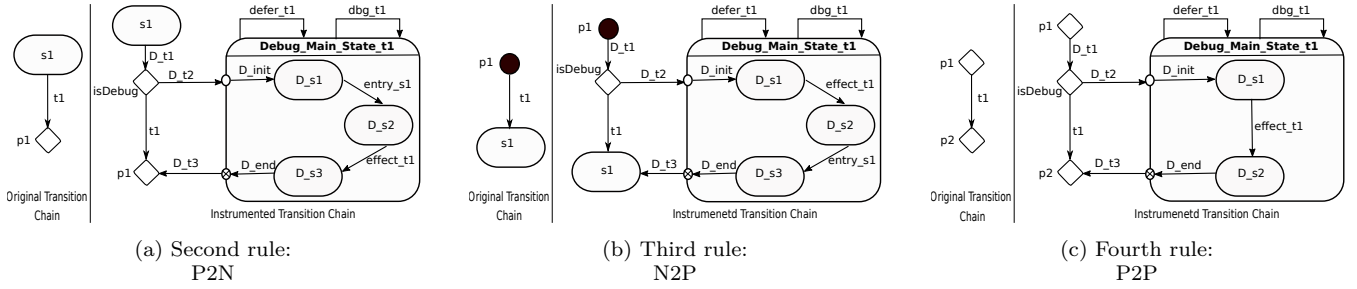 s1
t1
p1
Original Transition
Chain
s1
D_t1
isDebug
D_t2
t1
p1
D_t3
defer_t1
dbg_t1
Debug_Main_State_t1
D_init
D_s1
entry_s1
D_s2
effect_t1
D_end
D_s3
Instrumented Transition Chain
(a) Second rule:
P2N
p1
t1
s1
Original Transition
Chain
p1
D_t1
isDebug
D_t2
t1
s1
D_t3
defer_t1
dbg_t1
Debug_Main_State_t1
D_init
D_s1
effect_t1
D_s2
entry_s1
D_end
D_s3
Instrumenetd Transition Chain
(b) Third rule:
N2P
p1
t1
p2
Original Transition
Chain
p1
D_t1
isDebug
D_t2
t1
p2
D_t3
defer_t1
dbg_t1
Debug_Main_State_t1
D_init
D_s1
effect_t1
D_end
D_s2
Instrumenetd Transition Chain
(c) Fourth rule:
P2P